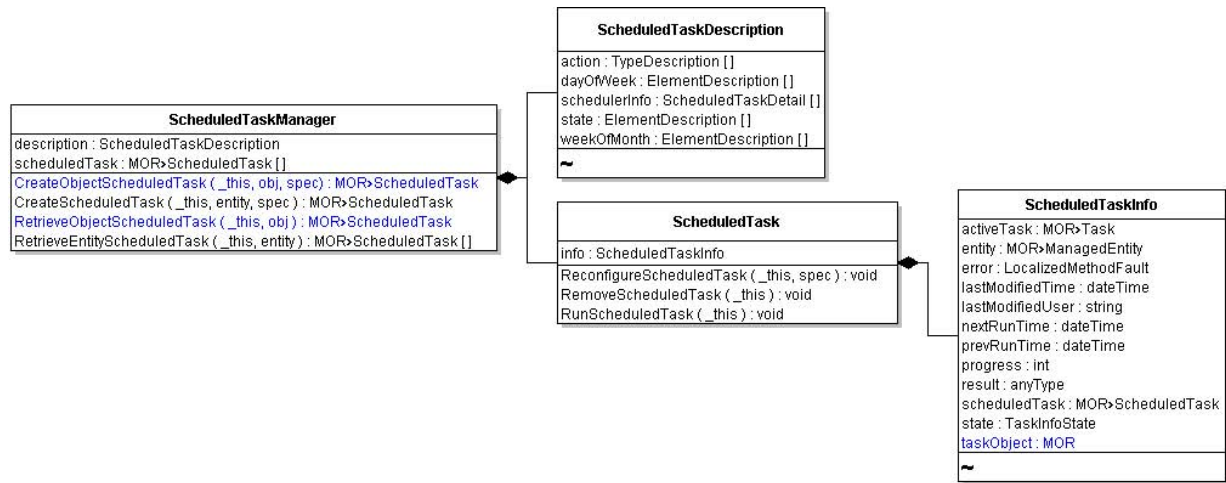 ScheduledTaskDescription
action : TypeDescription [ ]
dayOfWeek : ElementDescription [ ]
schedulerInfo : ScheduledTaskDetail [ ]
state : ElementDescription [ ]
weekOfMonth : ElementDescription [ ]
~
ScheduledTaskManager
description : ScheduledTaskDescription
scheduledTask : MOR>ScheduledTask [ ]
CreateObjectScheduledTask ( _this, obj, spec) : MOR>ScheduledTask
CreateScheduledTask ( _this, entity, spec ) : MOR>ScheduledTask
RetrieveObjectScheduledTask ( _this, obj ) : MOR>ScheduledTask
RetrieveEntityScheduledTask ( _this, entity ) : MOR>ScheduledTask [ ]
ScheduledTask
info : ScheduledTaskInfo
ReconfigureScheduledTask ( _this, spec ) : void
RemoveScheduledTask ( _this ) : void
RunScheduledTask ( _this ) : void
ScheduledTaskInfo
activeTask : MOR>Task
entity : MOR>ManagedEntity
error : LocalizedMethodFault
lastModifiedTime : dateTime
lastModifiedUser : string
nextRunTime : dateTime
prevRunTime : dateTime
progress : int
result : anyType
scheduledTask : MOR>ScheduledTask
state : TaskInfoState
taskObject : MOR
~